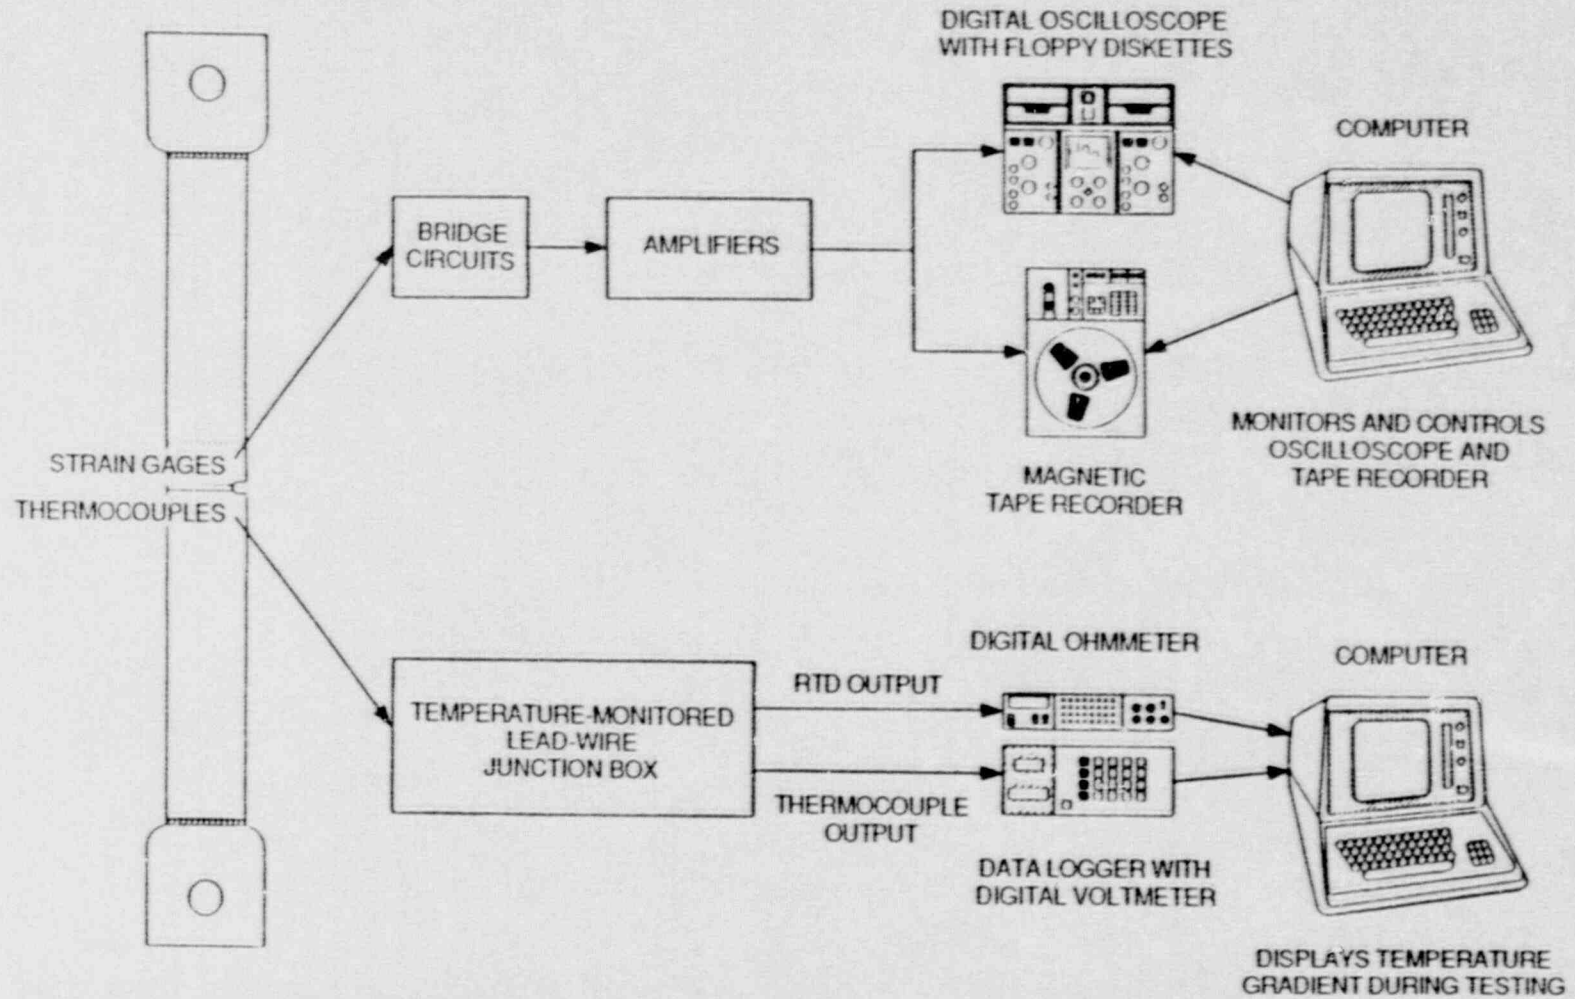 DIGITAL OSCILLOSCOPE
WITH FLOPPY DISKETTES
COMPUTER
BRIDGE
CIRCUITS
AMPLIFIERS
MONITORS AND CONTROLS
OSCILLOSCOPE AND
TAPE RECORDER
STRAIN GAGES
THERMOCOUPLES
MAGNETIC
TAPE RECORDER
DIGITAL OHMMETER
COMPUTER
RTD OUTPUT
TEMPERATURE-MONITORED
LEAD-WIRE
JUNCTION BOX
THERMOCOUPLE
OUTPUT
DATA LOGGER WITH
DIGITAL VOLTMETER
DISPLAYS TEMPERATURE
GRADIENT DURING TESTING